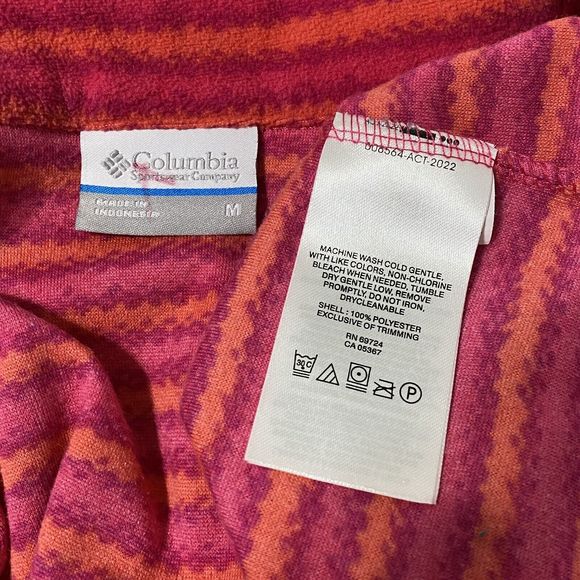 Columbia
Sportswear Company
MADE IN
INDONESIA
M
006564-ACT-2022
MACHINE WASH COLD GENTLE,
WITH LIKE COLORS, NON-CHLORINE
BLEACH WHEN NEEDED, TUMBLE
DRY GENTLE LOW, REMOVE
PROMPTLY, DO NOT IRON,
DRYCLEANABLE
SHELL ; 100% POLYESTER
EXCLUSIVE OF TRIMMING
RN 69724
CA 05367
30 C
P